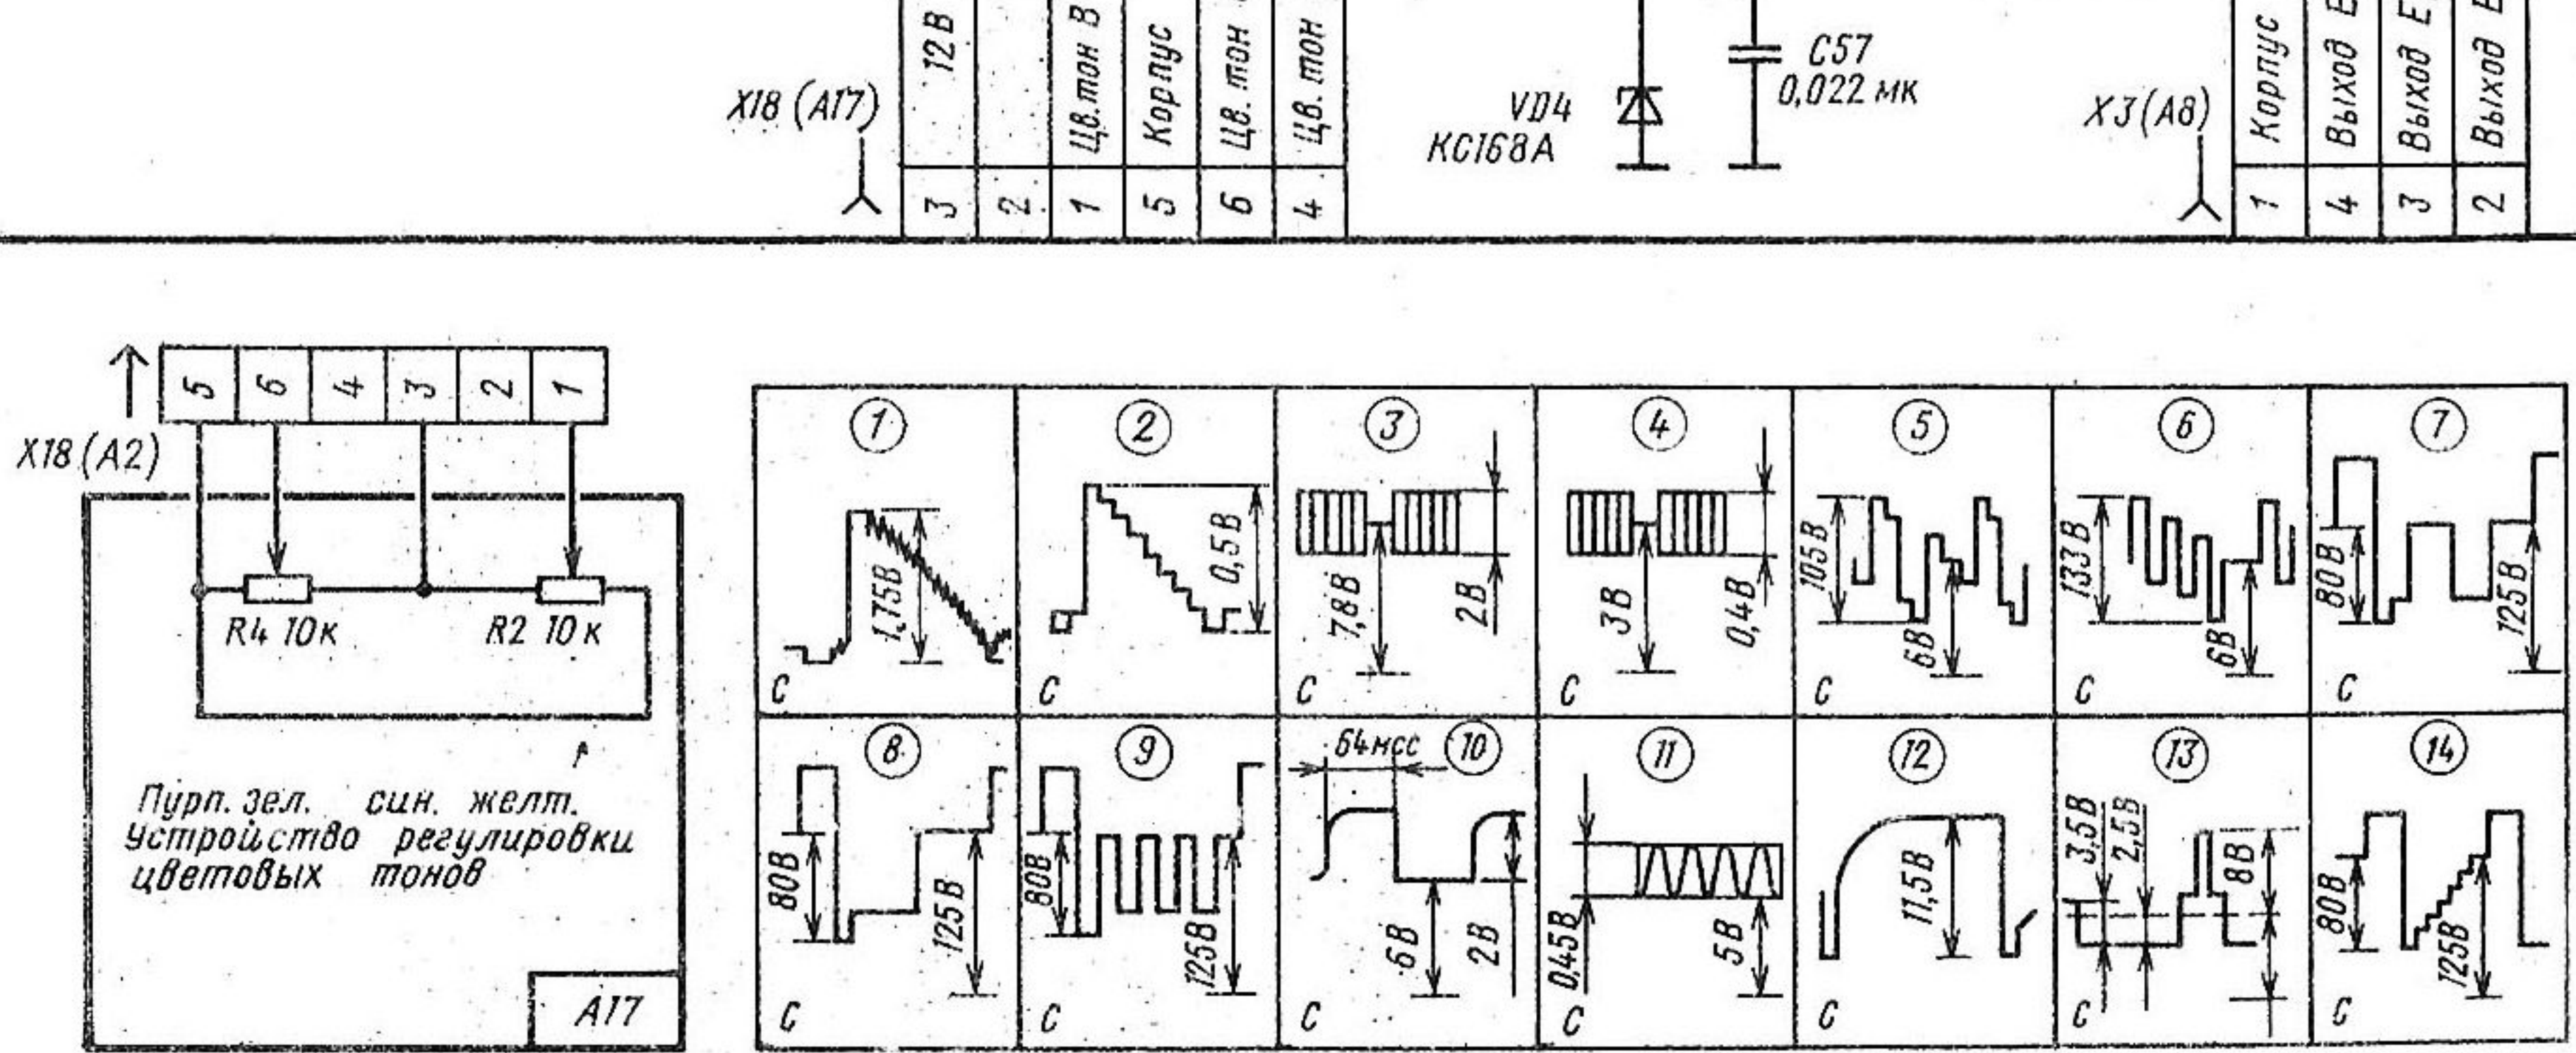 12В
Цв. тон В
Корпус
Цв. тон
Цв. тон
X18 (A17)
3 2 1 5 6 4
VD4
КС168А
С57
0,022 мк
X3 (A8)
Корпус
Выход Е
Выход Е
Выход Е
1 4 3 2
5 6 4 3 2 1
X18 (A2)
R4 10к
R2 10к
Пурп. зел. син. желт.
Устройство регулировки
цветовых тонов
A17
1
1,75В
С
2
0,5В
С
3
7,8В
2В
С
4
3В
0,4В
С
5
105В
6В
С
6
133В
6В
С
7
80В
125В
С
8
80В
125В
С
9
80В
125В
С
64мсс
10
6В
2В
С
11
0,45В
5В
С
12
11,5В
С
13
3,5В
2,5В
8В
С
14
80В
125В
С